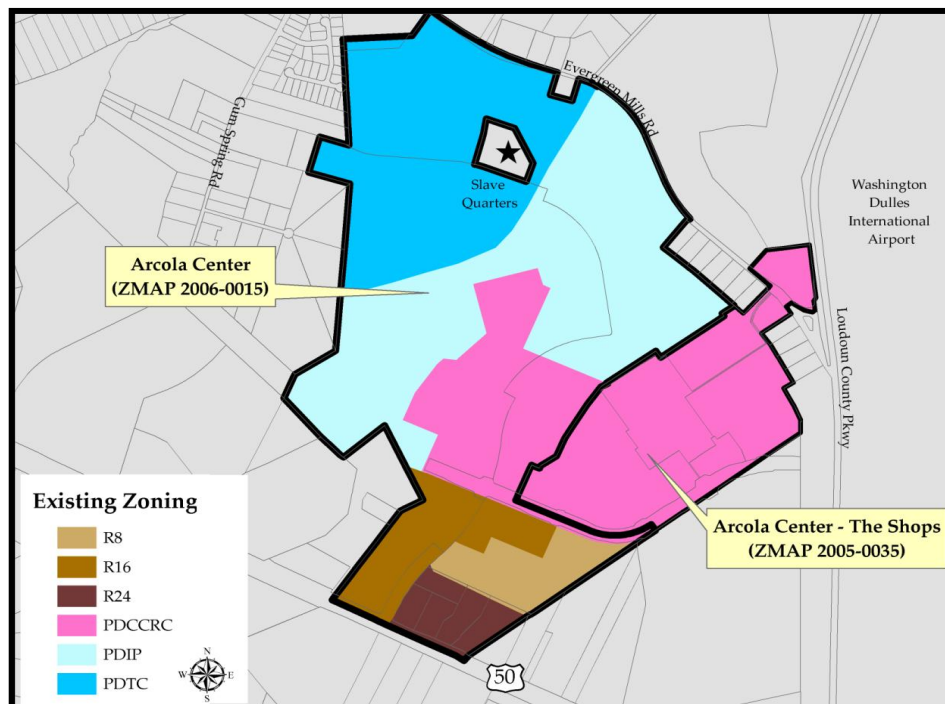 Evergreen Mills Rd
Gum Spring Rd
Slave
Quarters
Washington
Dulles
International
Airport
Arcola Center
(ZMAP 2006-0015)
Loudoun County Pkwy
Arcola Center - The Shops
(ZMAP 2005-0035)
Existing Zoning
R8
R16
R24
PDCCRC
PDIP
PDTC
N
W
E
S
50